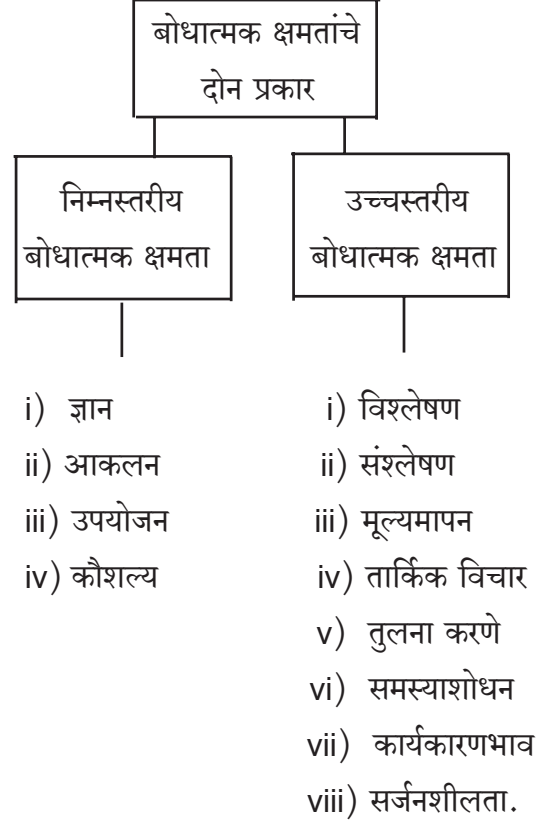 बोधात्मक क्षमतांचे
दोन प्रकार
निम्नस्तरीय
बोधात्मक क्षमता
i) ज्ञान
ii) आकलन
iii) उपयोजन
iv) कौशल्य
उच्चस्तरीय
बोधात्मक क्षमता
i) विश्लेषण
ii) संश्लेषण
iii) मूल्यमापन
iv) तार्किक विचार
v) तुलना करणे
vi) समस्याशोधन
vii) कार्यकारणभाव
viii) सर्जनशीलता.